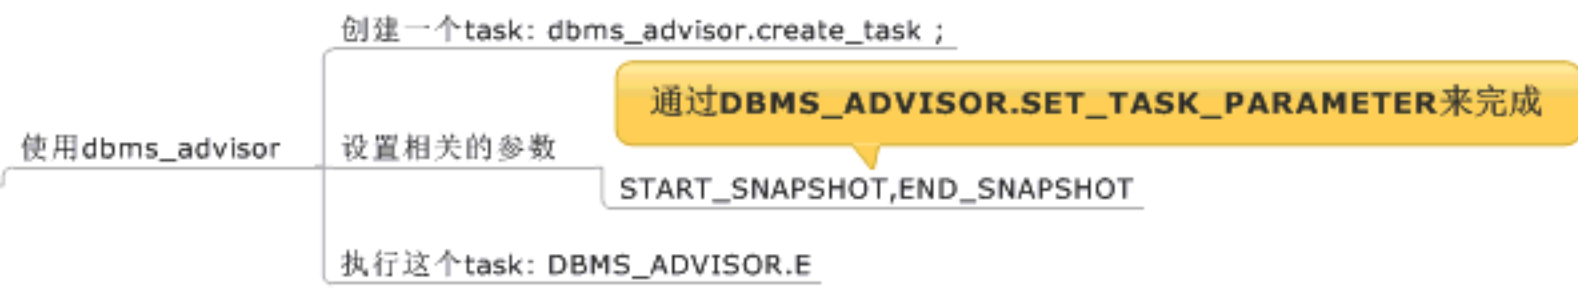 创建一个task: dbms_advisor.create_task ;
通过DBMS_ADVISOR.SET_TASK_PARAMETER来完成
使用dbms_advisor
设置相关的参数
START_SNAPSHOT,END_SNAPSHOT
执行这个task: DBMS_ADVISOR.E